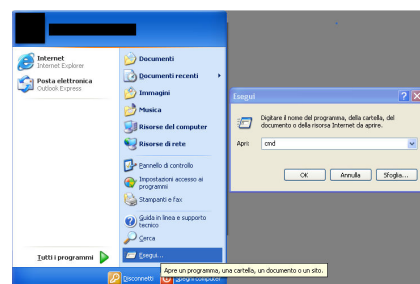 Internet
Internet Explorer
Posta elettronica
Outlook Express
Tutti i programmi
Documenti
Documenti recenti
Immagini
Musica
Risorse del computer
Risorse di rete
Pannello di controllo
Impostazioni accesso ai
programmi
Stampanti e fax
Guida in linea e supporto
tecnico
Cerca
Esegui...
Apre un programma, una cartella, un documento o un sito.
Disconnetti
Spegni computer
Esegui
Digitare il nome del programma, della cartella, del
documento o della risorsa Internet da aprire.
Apri:
cmd
OK
Annulla
Sfoglia...